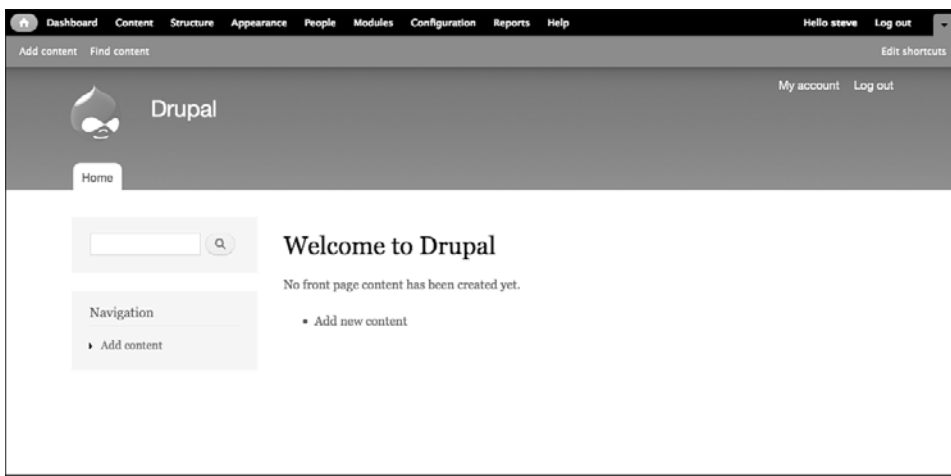 Dashboard Content Structure Appearance People Modules Configuration Reports Help Hello steve Log out
Add content Find content Edit shortcuts
My account Log out
Drupal
Home
Welcome to Drupal
No front page content has been created yet.
Navigation
Add new content
Add content